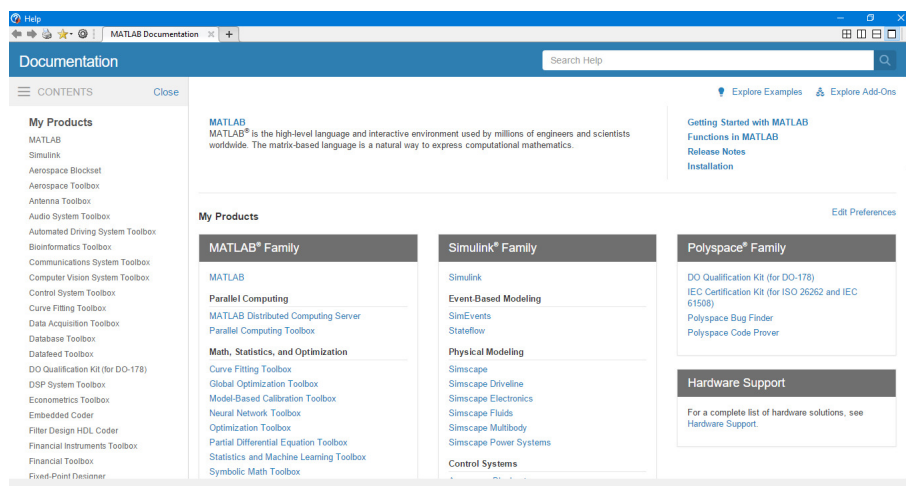 Help
MATLAB Documentation
Documentation
Search Help
CONTENTS
Close
Explore Examples
Explore Add-Ons
My Products
MATLAB
Simulink
Aerospace Blockset
Aerospace Toolbox
Antenna Toolbox
Audio System Toolbox
Automated Driving System Toolbox
Bioinformatics Toolbox
Communications System Toolbox
Computer Vision System Toolbox
Control System Toolbox
Curve Fitting Toolbox
Data Acquisition Toolbox
Database Toolbox
Datafeed Toolbox
DO Qualification Kit (for DO-178)
DSP System Toolbox
Econometrics Toolbox
Embedded Coder
Filter Design HDL Coder
Financial Instruments Toolbox
Financial Toolbox
Fixed-Point Designer
MATLAB
MATLAB® is the high-level language and interactive environment used by millions of engineers and scientists
worldwide. The matrix-based language is a natural way to express computational mathematics.
Getting Started with MATLAB
Functions in MATLAB
Release Notes
Installation
My Products
Edit Preferences
MATLAB® Family
MATLAB
Parallel Computing
MATLAB Distributed Computing Server
Parallel Computing Toolbox
Math, Statistics, and Optimization
Curve Fitting Toolbox
Global Optimization Toolbox
Model-Based Calibration Toolbox
Neural Network Toolbox
Optimization Toolbox
Partial Differential Equation Toolbox
Statistics and Machine Learning Toolbox
Symbolic Math Toolbox
Simulink® Family
Simulink
Event-Based Modeling
SimEvents
Stateflow
Physical Modeling
Simscape
Simscape Driveline
Simscape Electronics
Simscape Fluids
Simscape Multibody
Simscape Power Systems
Control Systems
Polyspace® Family
DO Qualification Kit (for DO-178)
IEC Certification Kit (for ISO 26262 and IEC
61508)
Polyspace Bug Finder
Polyspace Code Prover
Hardware Support
For a complete list of hardware solutions, see
Hardware Support.